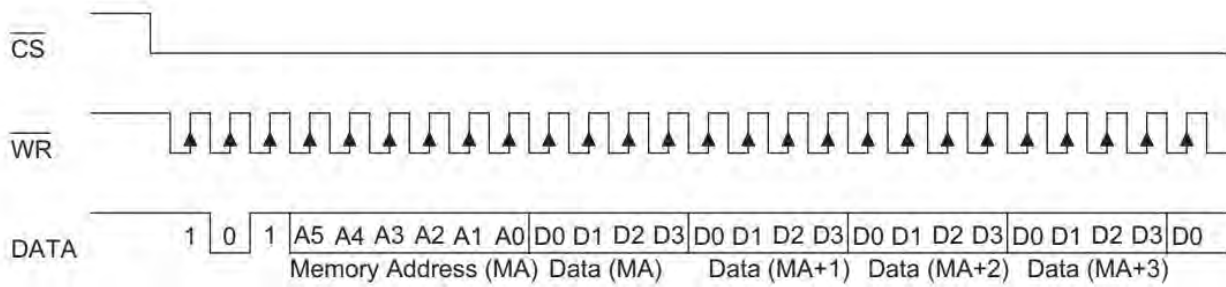 CS
WR
DATA
1 0 1 A5 A4 A3 A2 A1 A0 D0 D1 D2 D3 D0 D1 D2 D3 D0 D1 D2 D3 D0 D1 D2 D3 D0
Memory Address (MA) Data (MA) Data (MA+1) Data (MA+2) Data (MA+3)